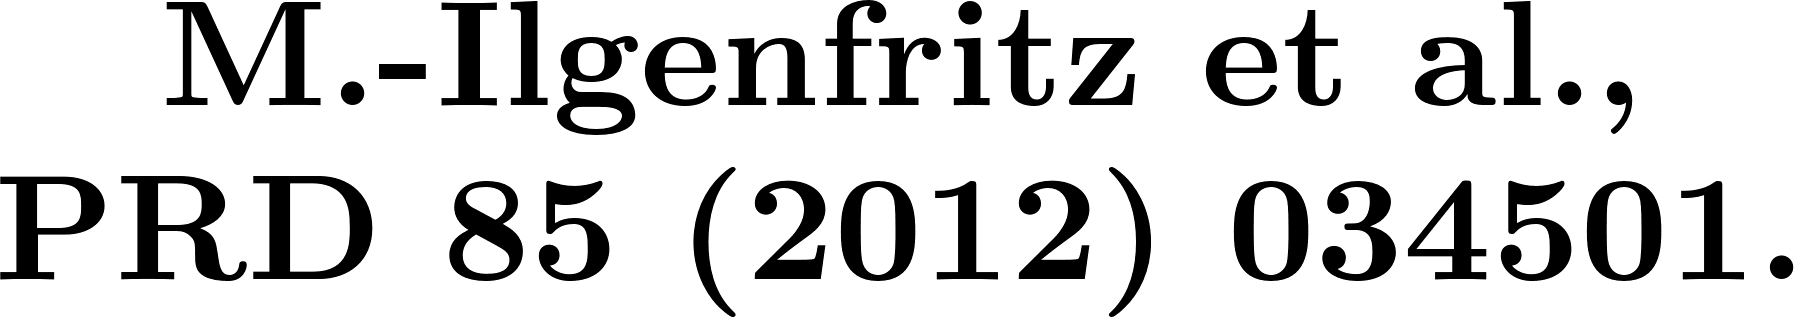 M.-Ilgenfritz et al.,
PRD 85 (2012) 034501.